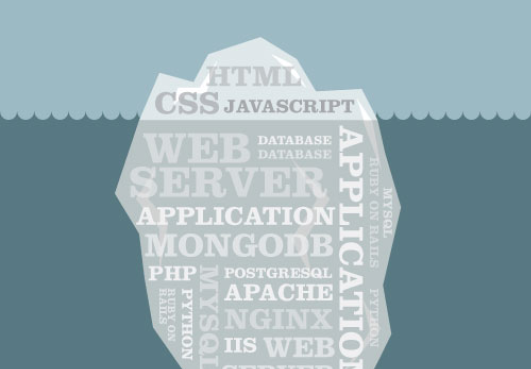 HTML
CSS JAVASCRIPT
WEB
DATABASE
DATABASE
SERVER
APPLICATION
MONGODB
PHP
POSTGRESQL
APACHE
NGINX
IIS WEB
SERVER
RUBY ON
RAILS
PYTHON
MYSQL
APPLICATION
RUBY ON RAILS
MYSQL
PYTHON